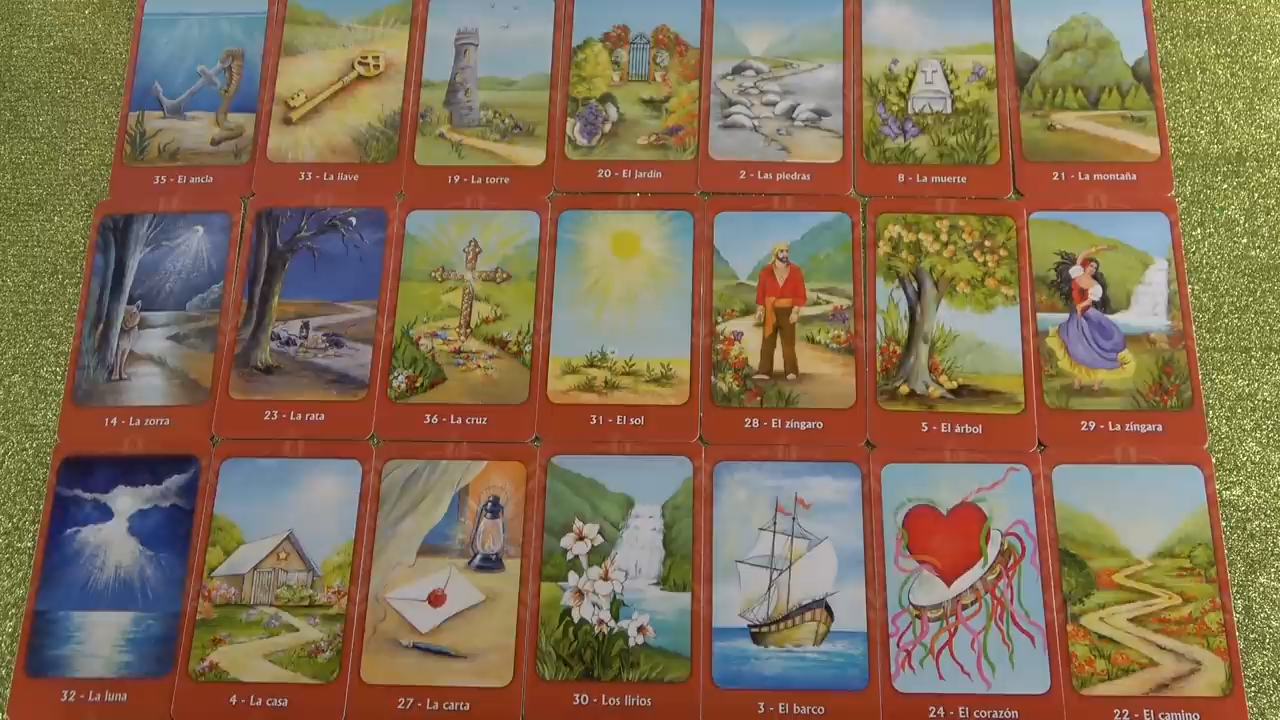 35 - El ancla
33 - La llave
19 - La torre
20 - El jardín
2 - Las piedras
8 - La muerte
21 - La montaña
14 - La zorra
23 - La rata
36 - La cruz
31 - El sol
28 - El zíngaro
5 - El árbol
29 - La zíngara
32 - La luna
4 - La casa
27 - La carta
30 - Los lirios
3 - El barco
24 - El corazón
22 - El camino